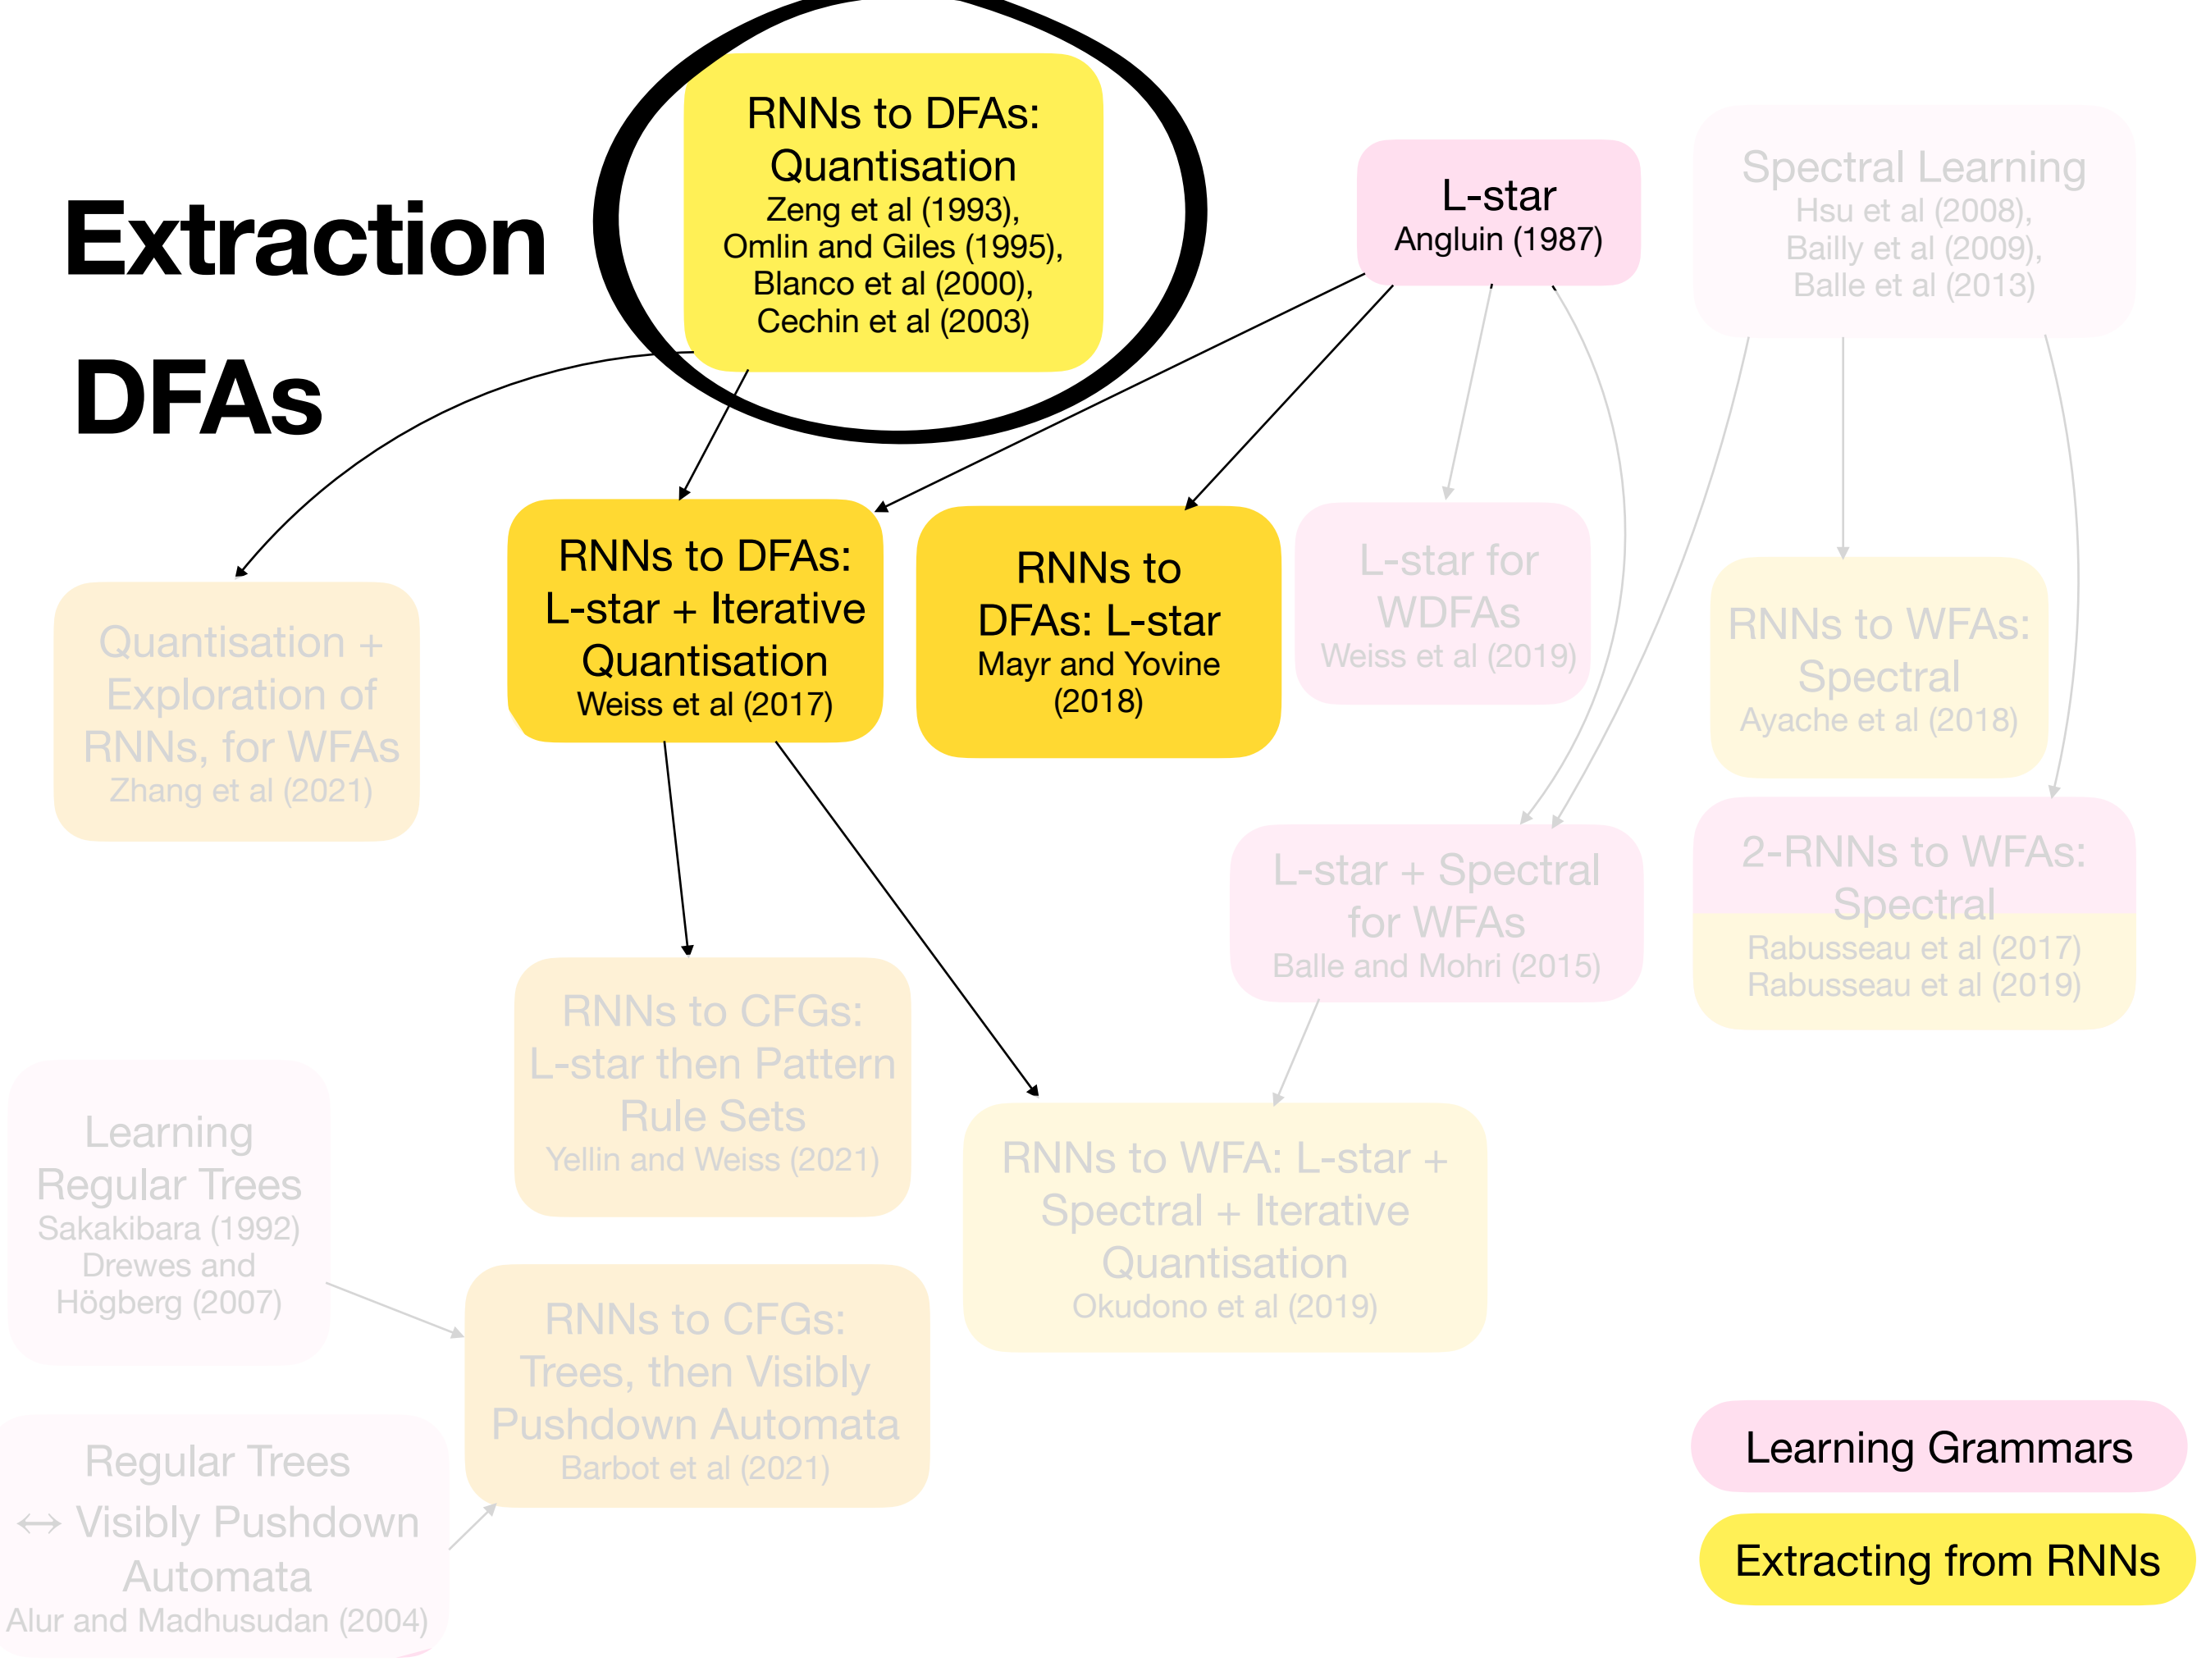 Extraction
DFAs
RNNs to DFAs:
Quantisation
Zeng et al (1993),
Omlin and Giles (1995),
Blanco et al (2000),
Cechin et al (2003)
L-star
Angluin (1987)
Spectral Learning
Hsu et al (2008),
Bailly et al (2009),
Balle et al (2013)
Quantisation +
Exploration of
RNNs, for WFAs
Zhang et al (2021)
RNNs to DFAs:
L-star + Iterative
Quantisation
Weiss et al (2017)
RNNs to
DFAs: L-star
Mayr and Yovine
(2018)
L-star for
WDFAs
Weiss et al (2019)
RNNs to WFAs:
Spectral
Ayache et al (2018)
L-star + Spectral
for WFAs
Balle and Mohri (2015)
2-RNNs to WFAs:
Spectral
Rabusseau et al (2017)
Rabusseau et al (2019)
RNNs to CFGs:
L-star then Pattern
Rule Sets
Yellin and Weiss (2021)
RNNs to WFA: L-star +
Spectral + Iterative
Quantisation
Okudono et al (2019)
Learning
Regular Trees
Sakakibara (1992)
Drewes and
Högberg (2007)
RNNs to CFGs:
Trees, then Visibly
Pushdown Automata
Barbot et al (2021)
Regular Trees
↔ Visibly Pushdown
Automata
Alur and Madhusudan (2004)
Learning Grammars
Extracting from RNNs